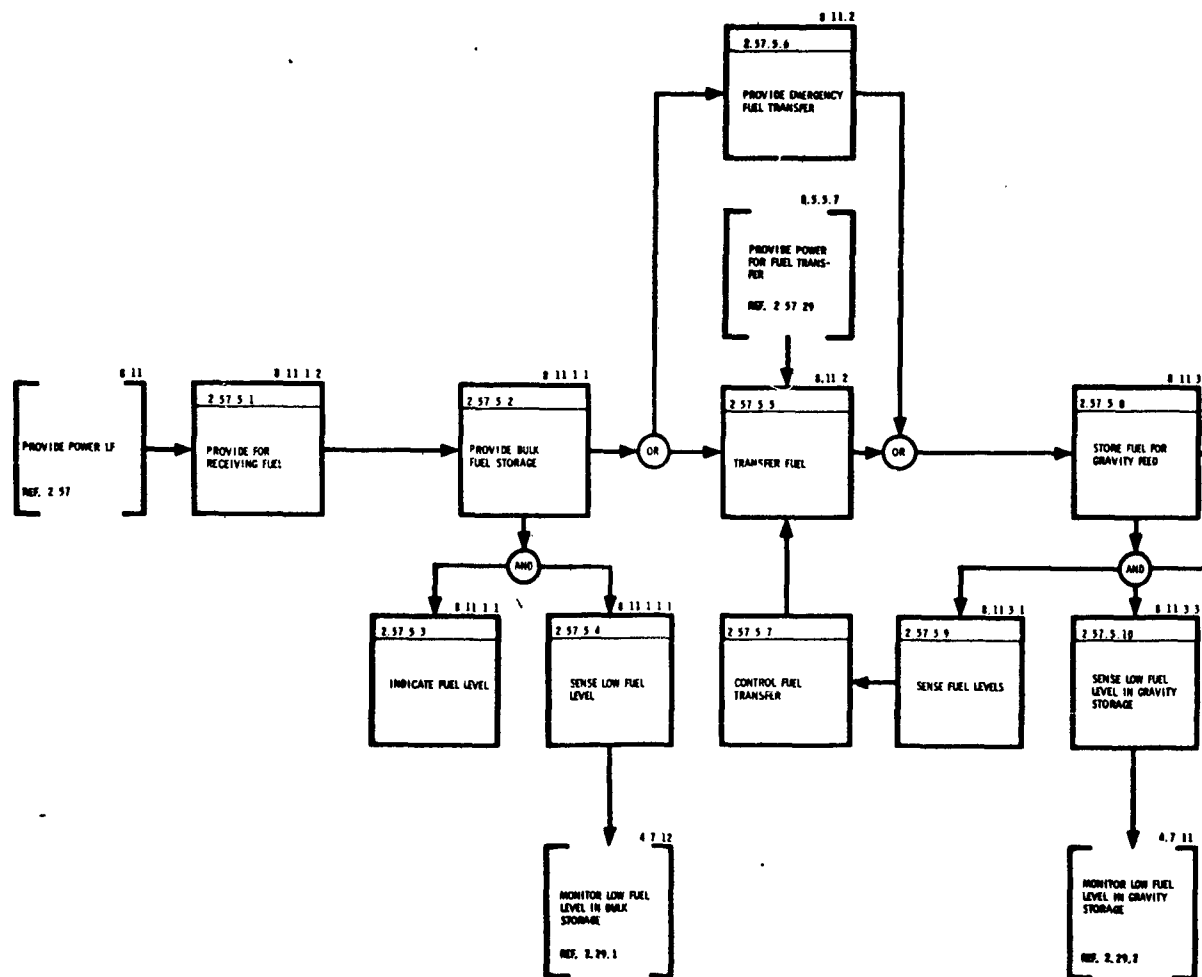 8 11.2
2.57.5.6
PROVIDE EMERGENCY
FUEL TRANSFER
8.5.5.7
PROVIDE POWER
FOR FUEL TRANS-
FER
REF. 2 57 29
8 11
PROVIDE POWER LF
REF. 2 57
8 11 1 2
2 57 5 1
PROVIDE FOR
RECEIVING FUEL
8 11 1 1
2 57 5 2
PROVIDE BULK
FUEL STORAGE
OR
8.11 2
2 57 5.5
TRANSFER FUEL
OR
8 11 3
2 57 5 8
STORE FUEL FOR
GRAVITY FEED
AND
AND
8 11 1 1
2.57 5 3
INDICATE FUEL LEVEL
8 11 1 1 1
2 57 5 4
SENSE LOW FUEL
LEVEL
2 57 5 7
CONTROL FUEL
TRANSFER
8.11 3 1
2 57 5 9
SENSE FUEL LEVELS
8 11 3 3
2 57.5.10
SENSE LOW FUEL
LEVEL IN GRAVITY
STORAGE
4 7 12
MONITOR LOW FUEL
LEVEL IN BULK
STORAGE
REF. 2.29.1
4.7 11
MONITOR LOW FUEL
LEVEL IN GRAVITY
STORAGE
REF. 2.29.2